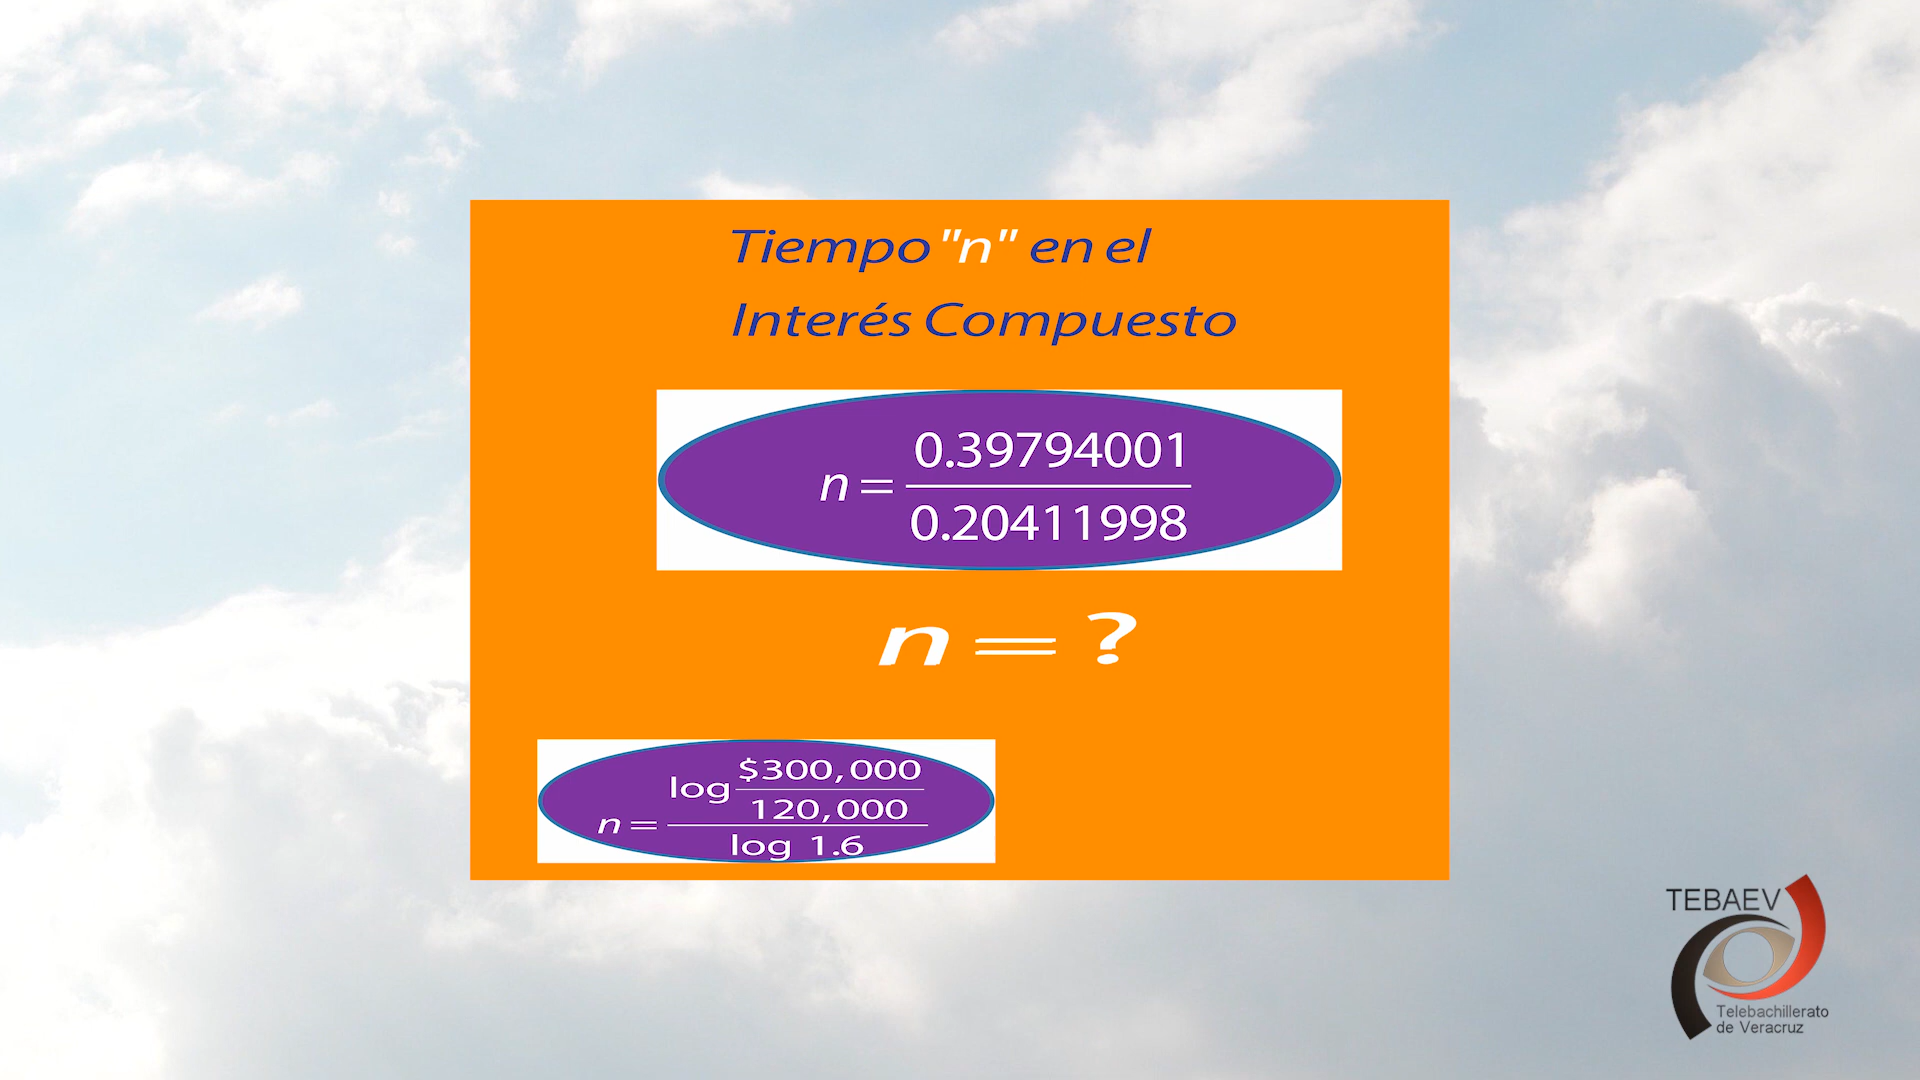 Tiempo "n" en el
Interés Compuesto
n = 0.39794001
0.20411998
n = ?
n = log $300,000
120,000
log 1.6
TEBAEV
Telebachillerato
de Veracruz